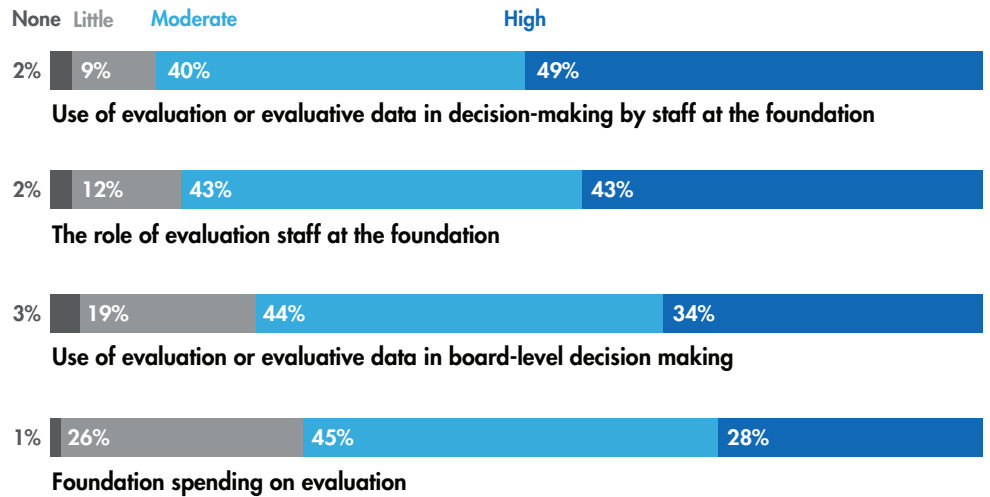 None Little Moderate High
2% 9% 40% 49%
Use of evaluation or evaluative data in decision-making by staff at the foundation
2% 12% 43% 43%
The role of evaluation staff at the foundation
3% 19% 44% 34%
Use of evaluation or evaluative data in board-level decision making
1% 26% 45% 28%
Foundation spending on evaluation